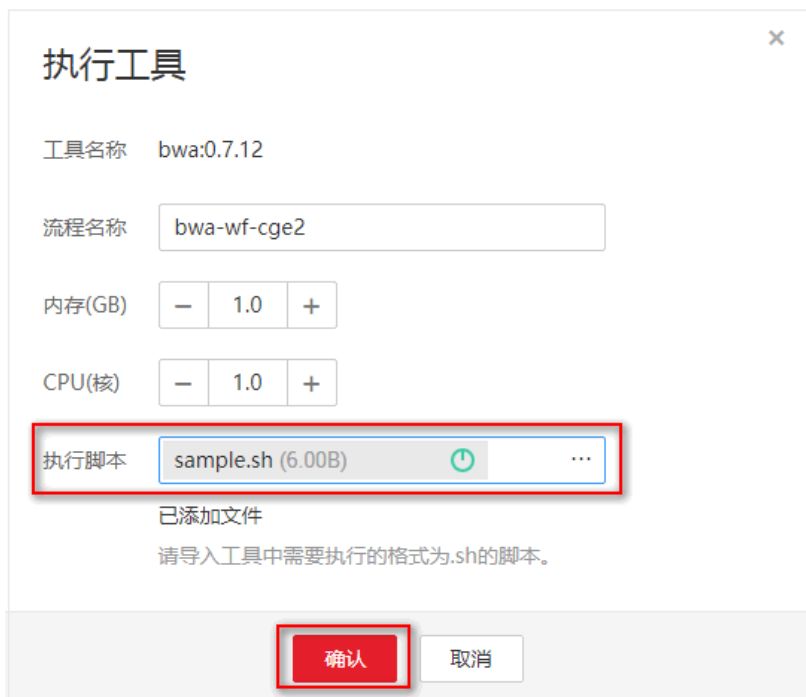 执行工具
工具名称 bwa:0.7.12
流程名称 bwa-wf-cge2
内存(GB) − 1.0 +
CPU(核) − 1.0 +
执行脚本 sample.sh (6.00B) ...
已添加文件
请导入工具中需要执行的格式为.sh的脚本。
确认 取消